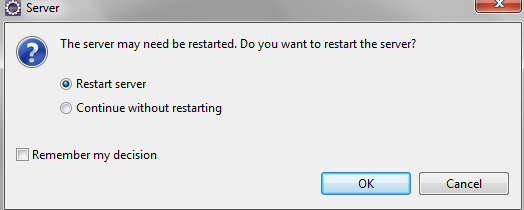 Server
The server may need be restarted. Do you want to restart the server?
Restart server
Continue without restarting
Remember my decision
OK
Cancel